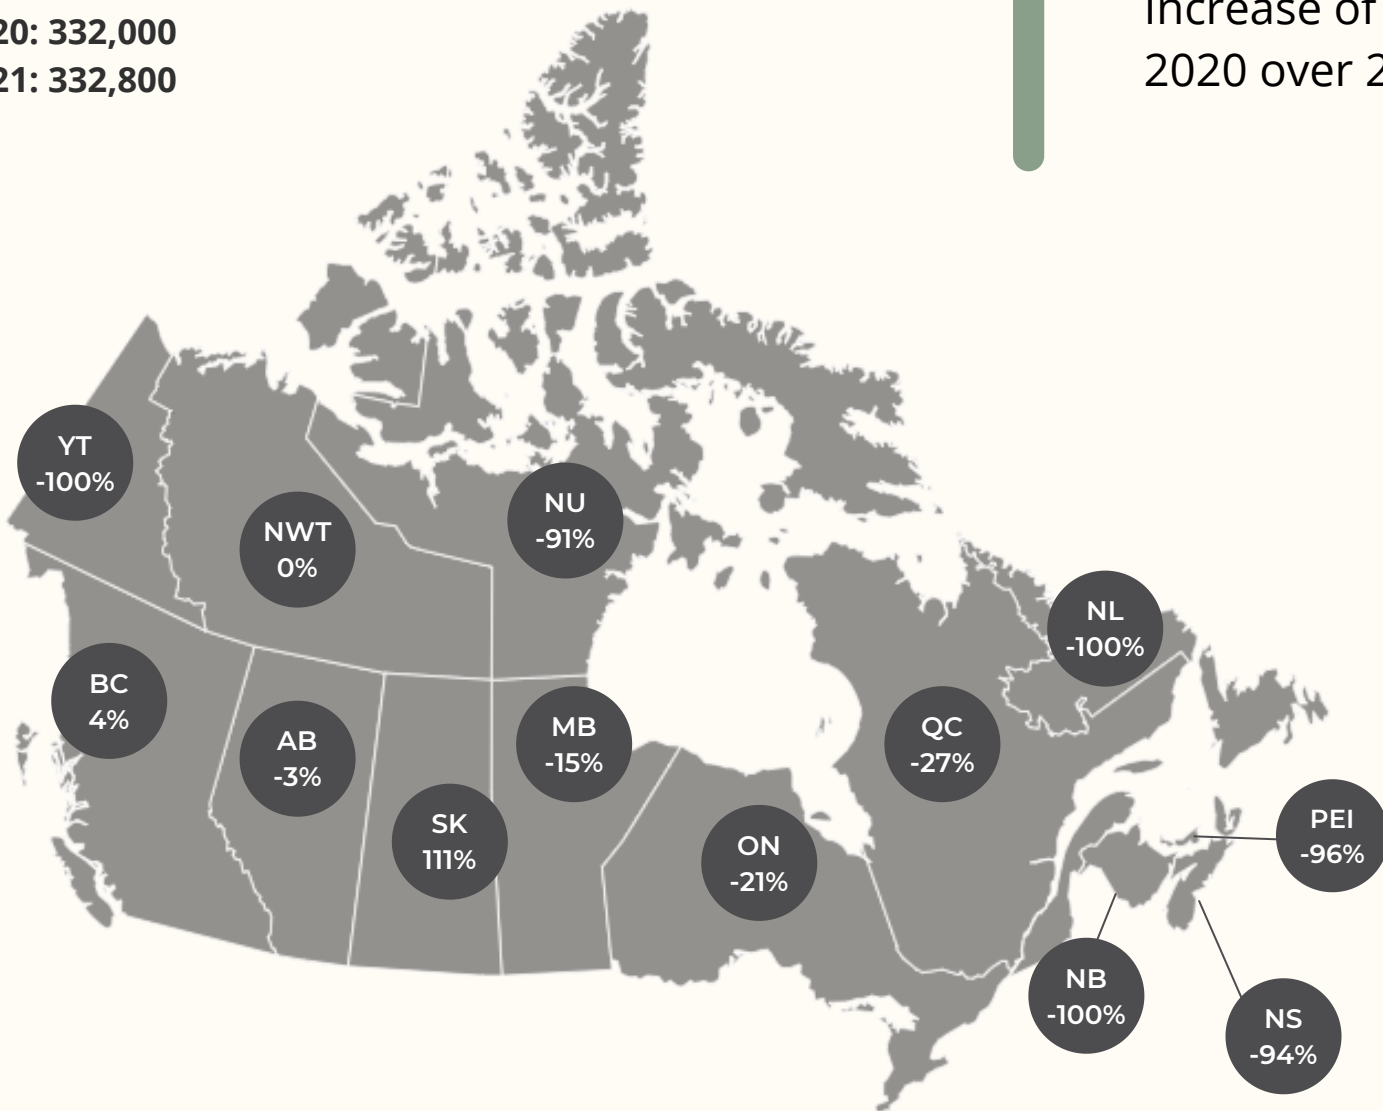 20: 332,000
21: 332,800
Increase of
2020 over 2
YT
-100%
NWT
0%
NU
-91%
NL
-100%
BC
4%
AB
-3%
MB
-15%
QC
-27%
SK
111%
ON
-21%
PEI
-96%
NB
-100%
NS
-94%